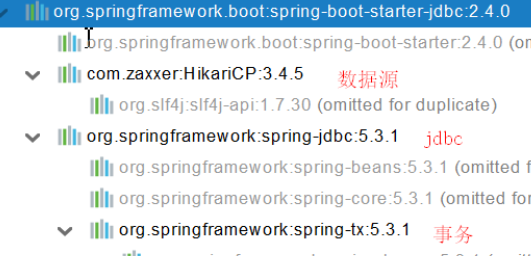 org.springframework.boot:spring-boot-starter-jdbc:2.4.0
org.springframework.boot:spring-boot-starter:2.4.0 (on
com.zaxxer:HikariCP:3.4.5 数据源
org.slf4j:slf4j-api:1.7.30 (omitted for duplicate)
org.springframework:spring-jdbc:5.3.1 jdbc
org.springframework:spring-beans:5.3.1 (omitted f
org.springframework:spring-core:5.3.1 (omitted for
org.springframework:spring-tx:5.3.1 事务